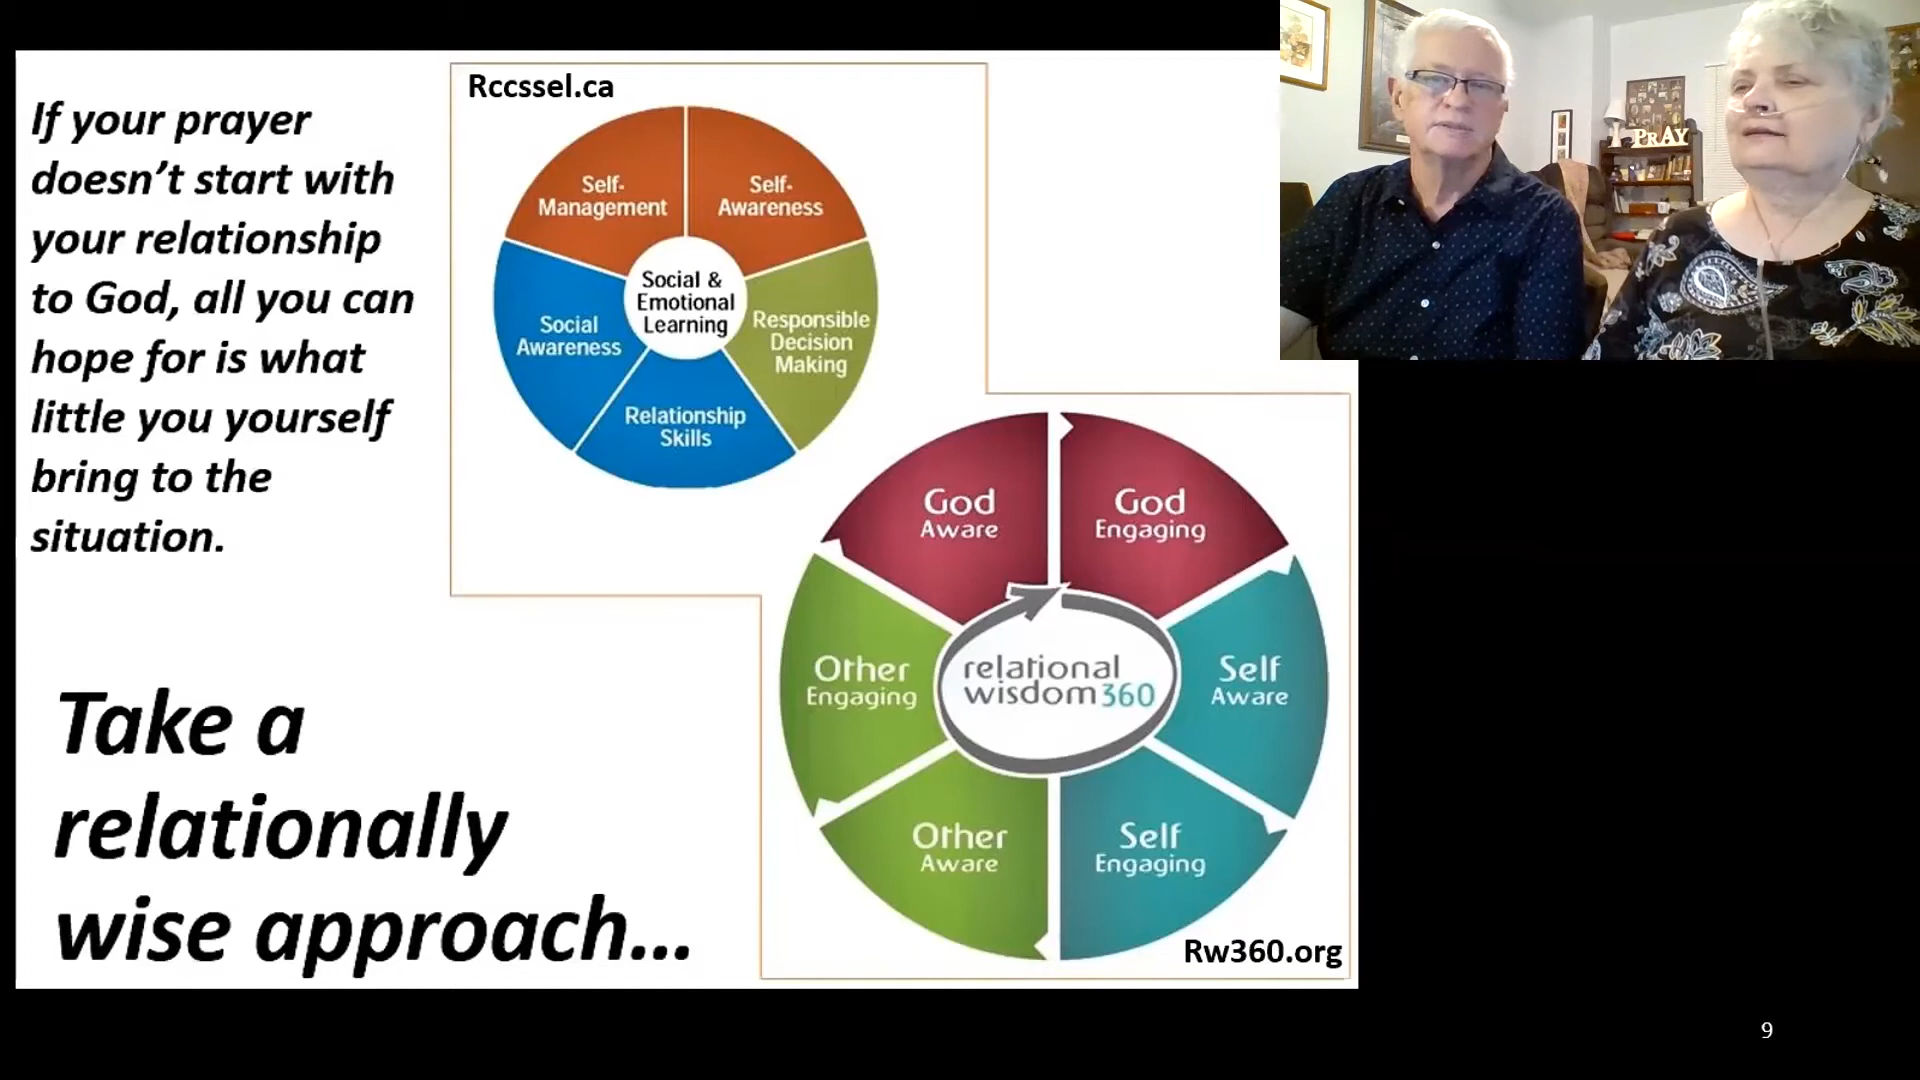 If your prayer
doesn’t start with
your relationship
to God, all you can
hope for is what
little you yourself
bring to the
situation.
Take a
relationally
wise approach...
Rccssel.ca
Self-
Management
Self-
Awareness
Social &
Emotional
Learning
Social
Awareness
Responsible
Decision
Making
Relationship
Skills
God
Aware
God
Engaging
Other
Engaging
relational
wisdom360
Self
Aware
Other
Aware
Self
Engaging
Rw360.org
PRAY
9